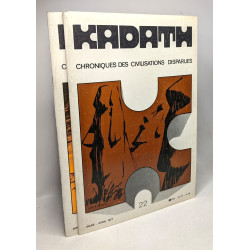 KADATH
CHRONIQUES DES CIVILISATIONS DISPARUES
22